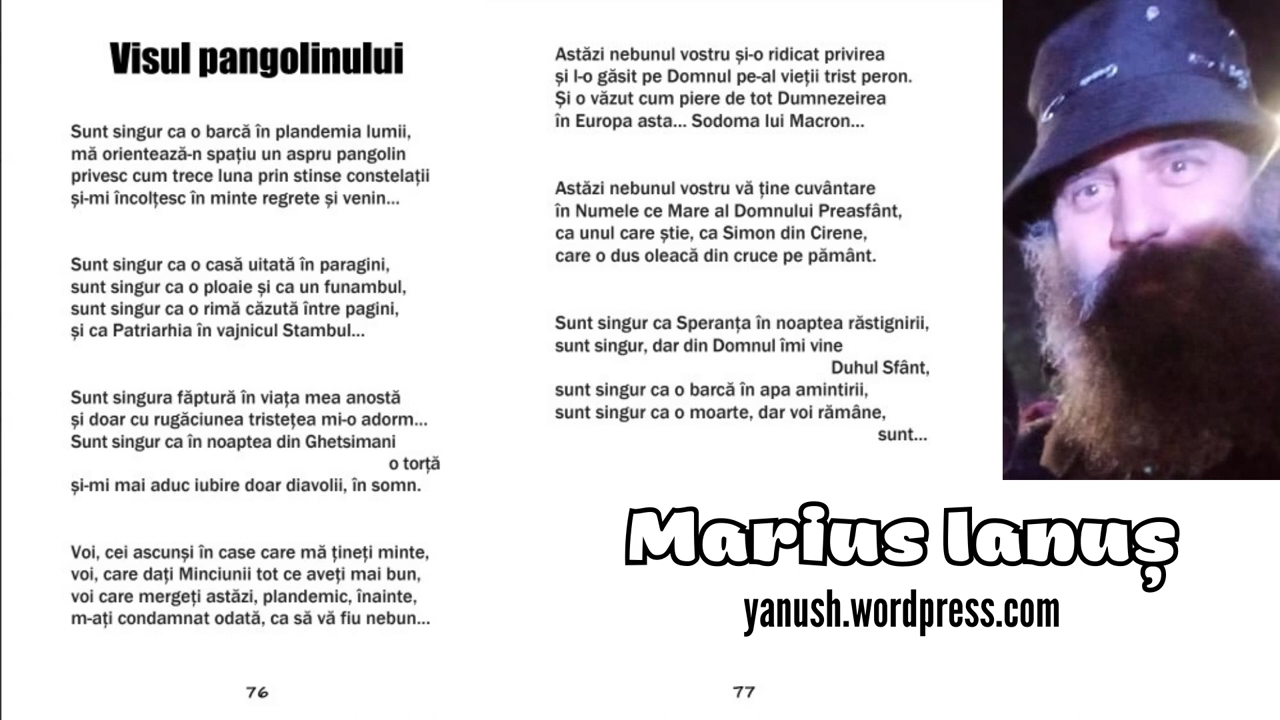 Visul pangolinului
Sunt singur ca o barcă în plandemia lumii,
mă orientează-n spațiu un aspru pangolin
privesc cum trece luna prin stinse constelații
și-mi încolțesc în minte regrete și venin...
Sunt singur ca o casă uitată în paragini,
sunt singur ca o ploaie și ca un funambul,
sunt singur ca o rimă căzută între pagini,
și ca Patriarhia în vajnicul Stambul...
Sunt singura făptură în viața mea anostă
și doar cu rugăciunea tristețea mi-o adorm...
Sunt singur ca în noaptea din Ghetsimani
o torță
și-mi mai aduc iubire doar diavolii, în somn.
Voi, cei ascunși în case care mă țineți minte,
voi, care dați Minciunii tot ce aveți mai bun,
voi care mergeți astăzi, plandemic, înainte,
m-ați condamnat odată, ca să vă fiu nebun...
76
Astăzi nebunul vostru și-o ridicat privirea
și l-o găsit pe Domnul pe-al vieții trist peron.
Și o văzut cum piere de tot Dumnezeirea
în Europa asta... Sodoma lui Macron...
Astăzi nebunul vostru vă ține cuvântare
în Numele ce Mare al Domnului Preasfânt,
ca unul care știe, ca Simon din Cirene,
care o dus oleacă din cruce pe pământ.
Sunt singur ca Speranța în noaptea răstignirii,
sunt singur, dar din Domnul îmi vine
Duhul Sfânt,
sunt singur ca o barcă în apa amintirii,
sunt singur ca o moarte, dar voi rămâne,
sunt...
Marius Ianuș
yanush.wordpress.com
77